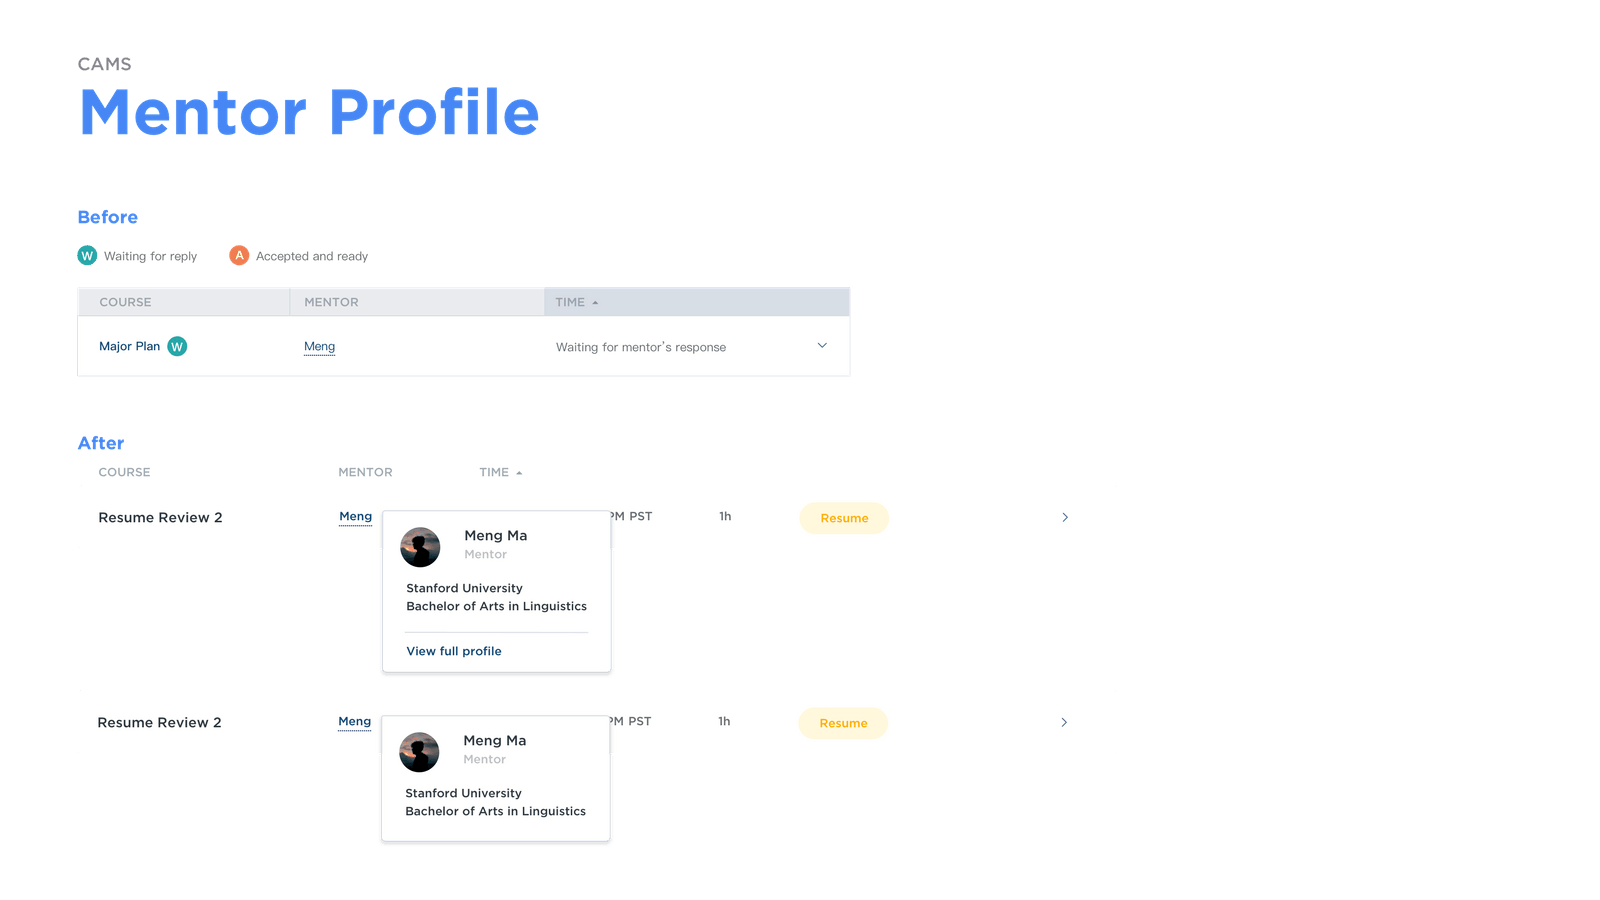 CAMS
Mentor Profile
Before
W Waiting for reply A Accepted and ready
COURSE MENTOR TIME
Major Plan W Meng Waiting for mentor's response
After
COURSE MENTOR TIME
Resume Review 2 Meng PM PST 1h Resume
Meng Ma
Mentor
Stanford University
Bachelor of Arts in Linguistics
View full profile
Resume Review 2 Meng PM PST 1h Resume
Meng Ma
Mentor
Stanford University
Bachelor of Arts in Linguistics